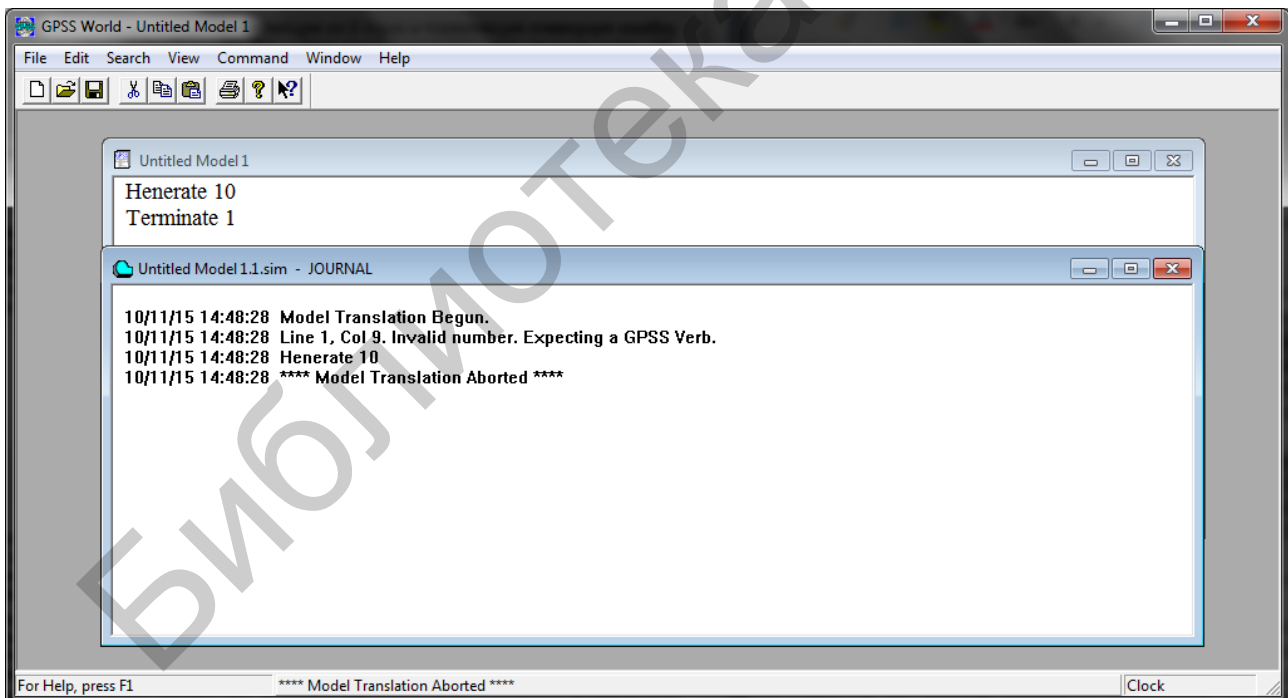 GPSS World - Untitled Model 1
File Edit Search View Command Window Help
Untitled Model 1
Henerate 10
Terminate 1
Untitled Model 1.1.sim - JOURNAL
10/11/15 14:48:28 Model Translation Begun.
10/11/15 14:48:28 Line 1, Col 9. Invalid number. Expecting a GPSS Verb.
10/11/15 14:48:28 Henerate 10
10/11/15 14:48:28 **** Model Translation Aborted ****
For Help, press F1 **** Model Translation Aborted **** Clock
Библиотека